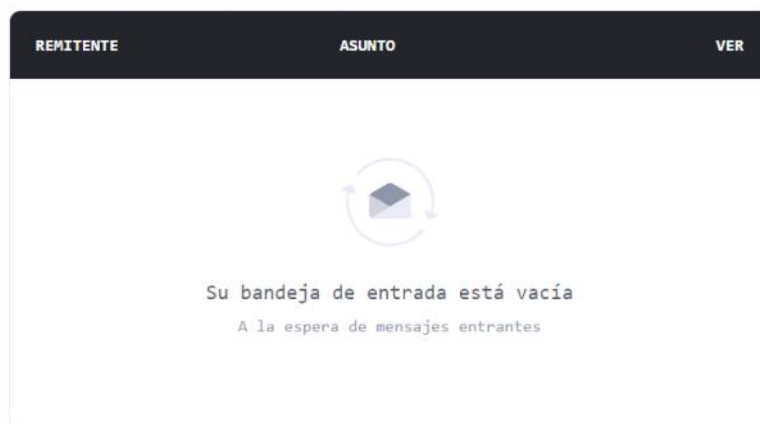 REMITENTE ASUNTO VER
Su bandeja de entrada está vacía
A la espera de mensajes entrantes